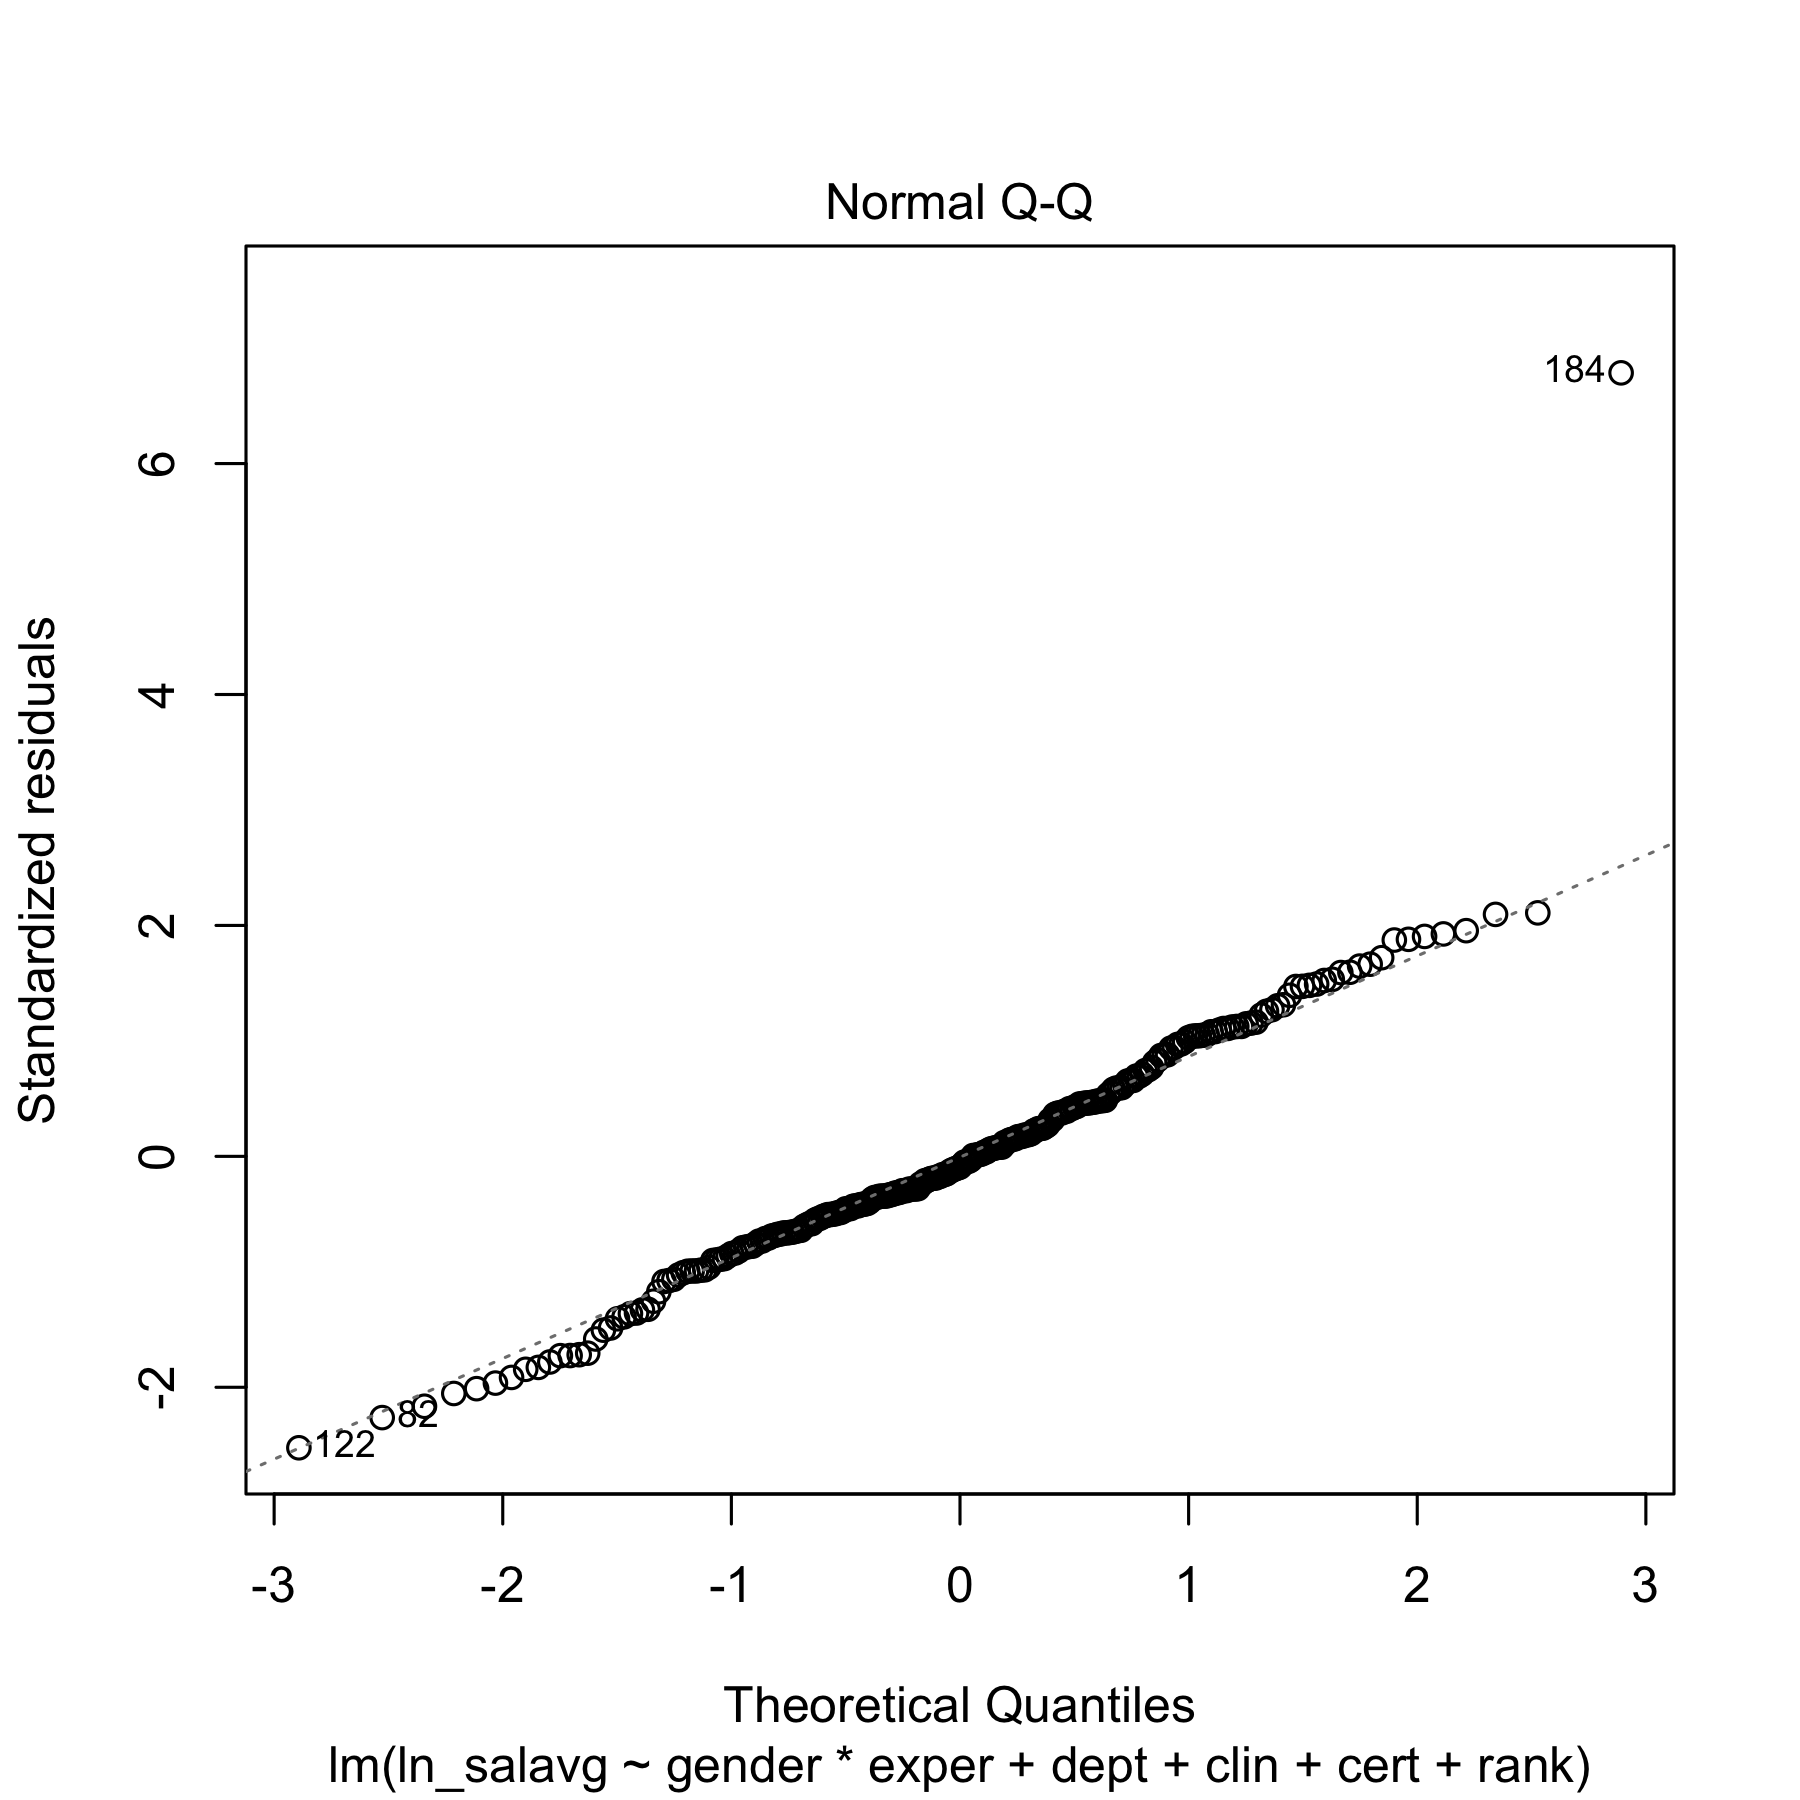 Normal Q-Q
184
Standardized residuals
6
4
2
0
-2
82
122
-3 -2 -1 0 1 2 3
Theoretical Quantiles
lm(ln_salavg ~ gender * exper + dept + clin + cert + rank)